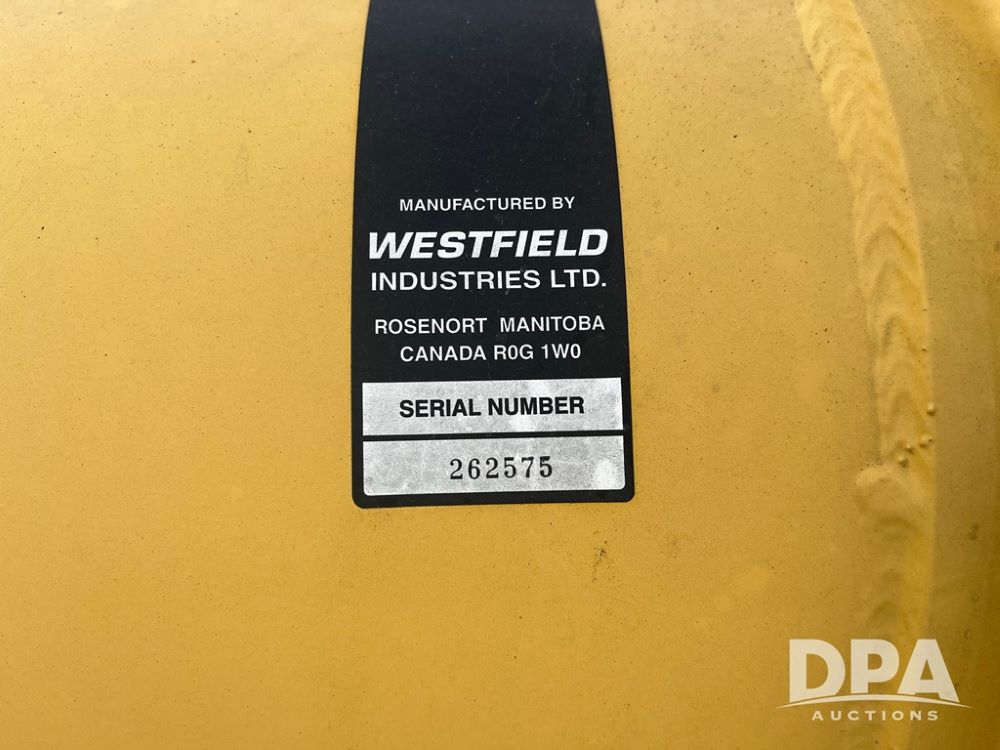 MANUFACTURED BY
WESTFIELD
INDUSTRIES LTD.
ROSENORT MANITOBA
CANADA R0G 1W0
SERIAL NUMBER
262575
DPA
AUCTIONS